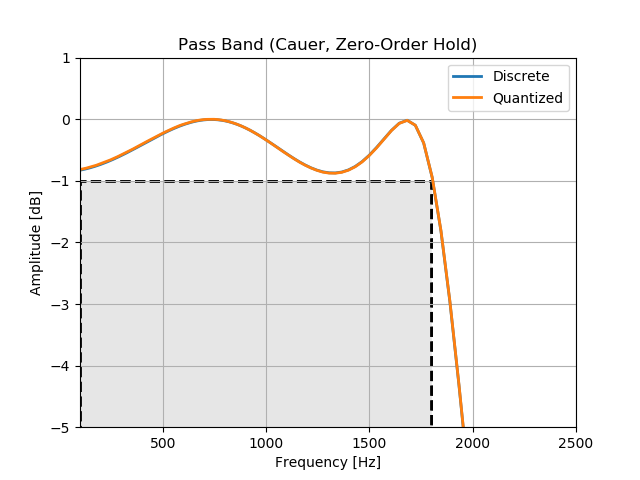 Pass Band (Cauer, Zero-Order Hold)
1
0
−1
−2
−3
−4
−5
Amplitude [dB]
Discrete
Quantized
500
1000
1500
2000
2500
Frequency [Hz]